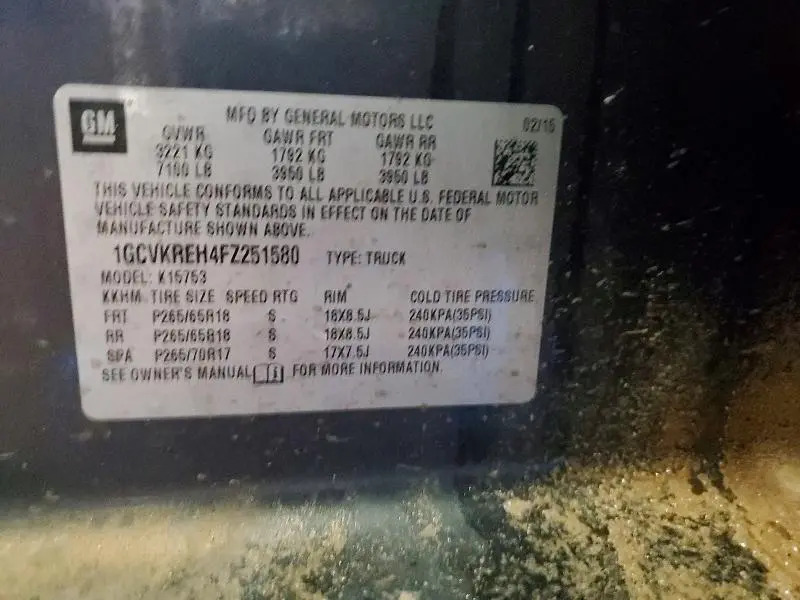 GM
MFD BY GENERAL MOTORS LLC 02/15
GVWR GAWR FRT GAWR RR
3221 KG 1792 KG 1792 KG
7100 LB 3950 LB 3950 LB
THIS VEHICLE CONFORMS TO ALL APPLICABLE U.S. FEDERAL MOTOR
VEHICLE SAFETY STANDARDS IN EFFECT ON THE DATE OF
MANUFACTURE SHOWN ABOVE.
1GCVKREH4FZ251580 TYPE: TRUCK
MODEL: K15753
KKHM TIRE SIZE SPEED RTG RIM COLD TIRE PRESSURE
FRT P265/65R18 S 18X8.5J 240KPA(35PSI)
RR P265/65R18 S 18X8.5J 240KPA(35PSI)
SPA P265/70R17 S 17X7.5J 240KPA(35PSI)
SEE OWNER'S MANUAL i FOR MORE INFORMATION.